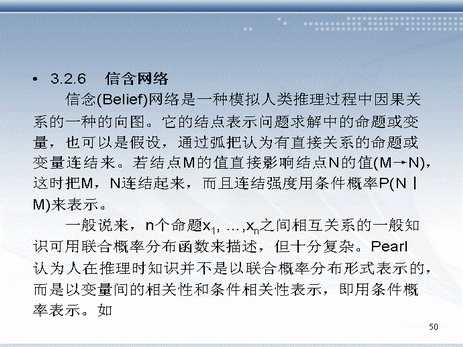 • 3.2.6 信含网络
信念(Belief)网络是一种模拟人类推理过程中因果关
系的一种的向图。它的结点表示问题求解中的命题或变
量，也可以是假设，通过弧把认为有直接关系的命题或
变量连结来。若结点M的值直接影响结点N的值(M→N)，
这时把M，N连结起来，而且连结强度用条件概率P(N｜
M)来表示。
一般说来，n个命题x1, …,xn之间相互关系的一般知
识可用联合概率分布函数来描述，但十分复杂。Pearl
认为人在推理时知识并不是以联合概率分布形式表示的，
而是以变量间的相关性和条件相关性表示，即用条件概
率表示。如
50